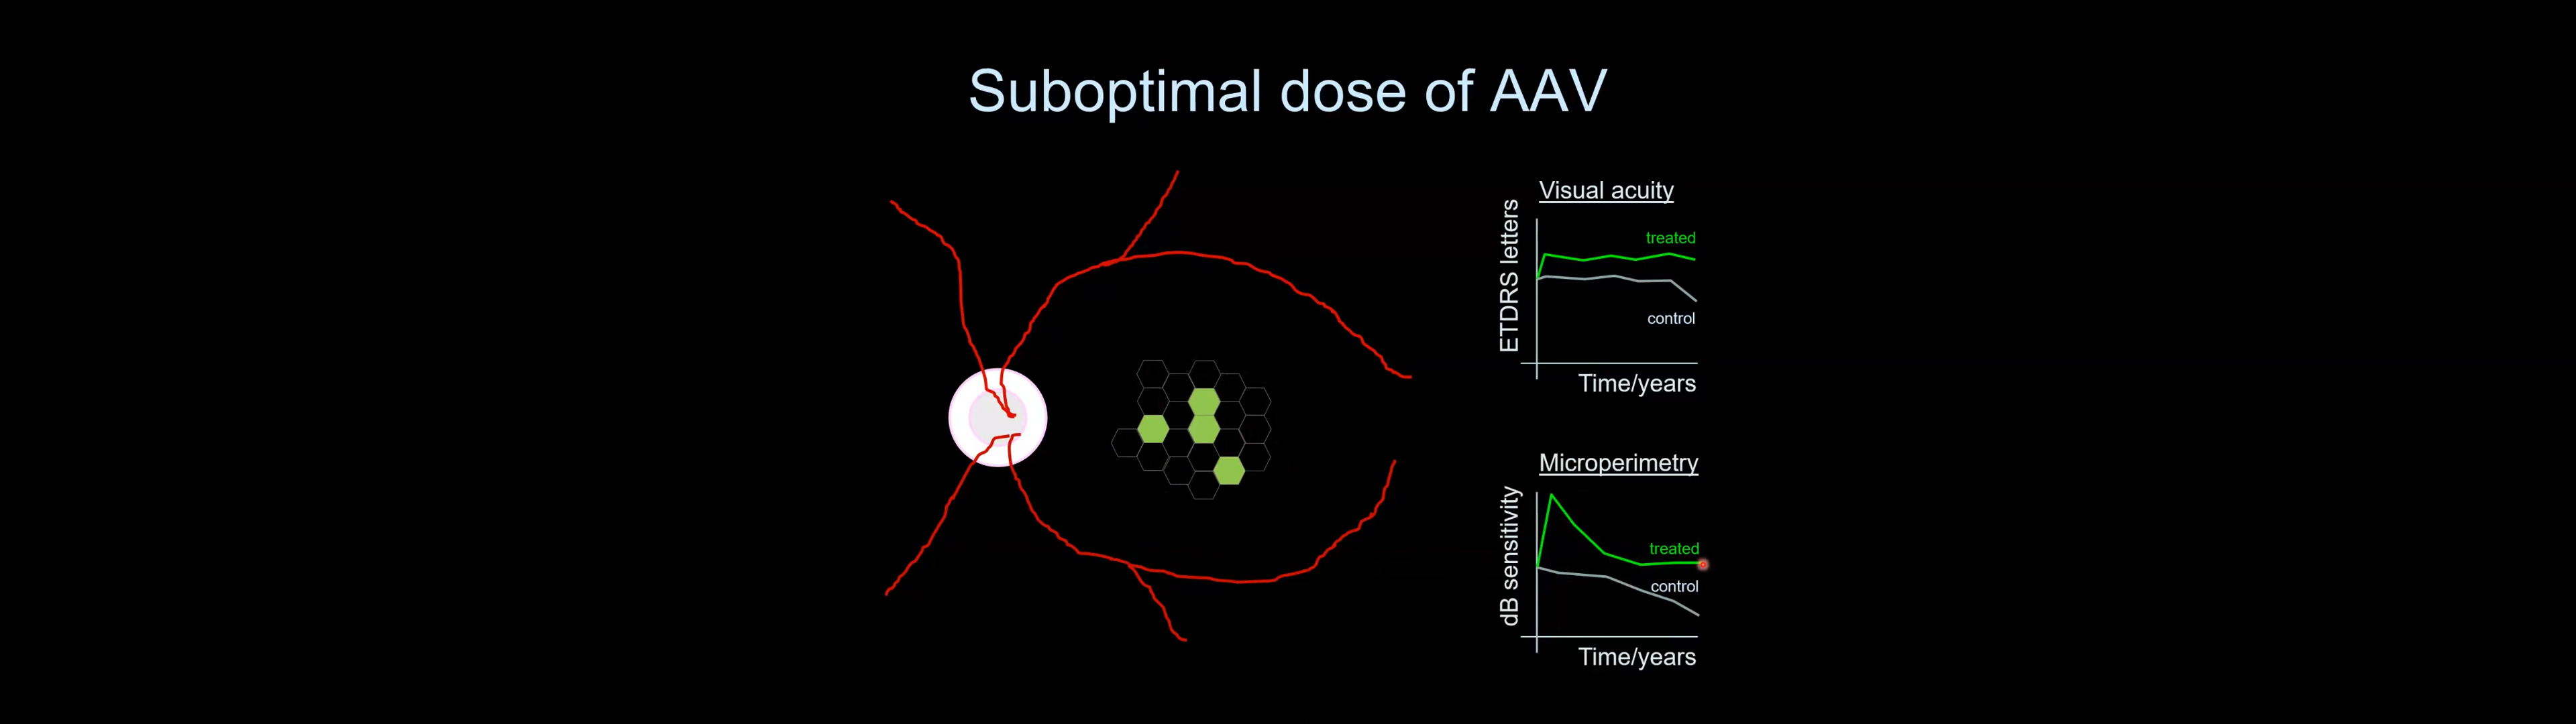 Suboptimal dose of AAV
Visual acuity
ETDRS letters
treated
control
Time/years
Microperimetry
dB sensitivity
treated
control
Time/years